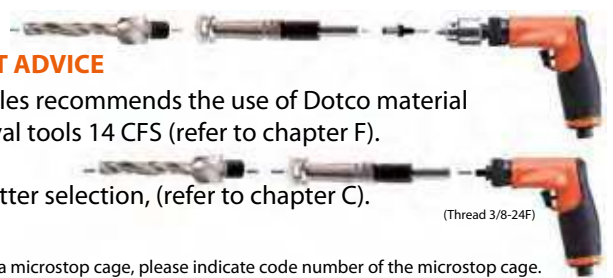 T ADVICE
les recommends the use of Dotco material
val tools 14 CFS (refer to chapter F).
tter selection, (refer to chapter C).
(Thread 3/8-24F)
a microstop cage, please indicate code number of the microstop cage.